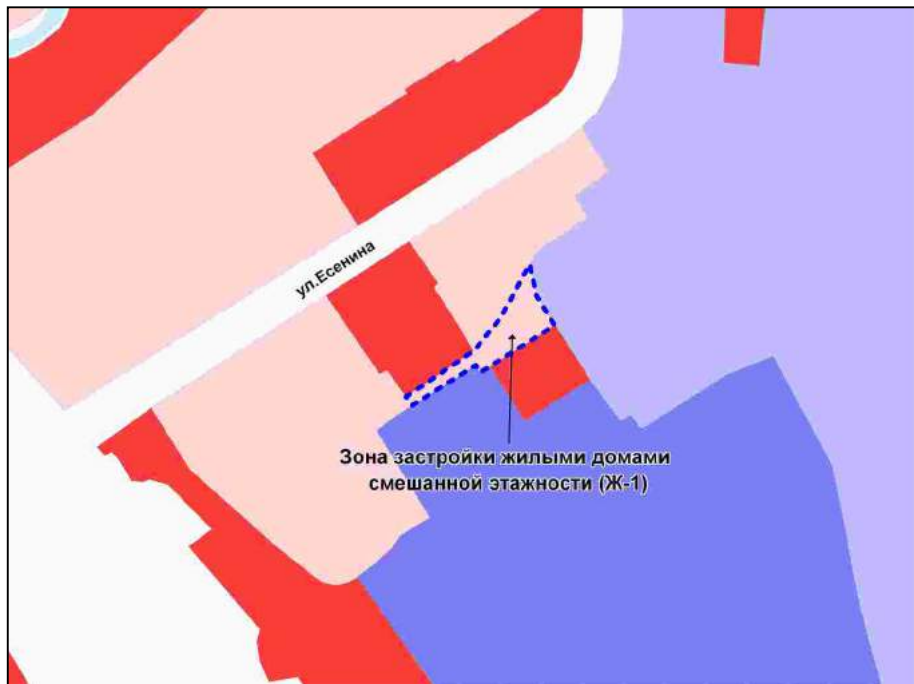 ул.Есенина
Зона застройки жилыми домами
смешанной этажности (Ж-1)